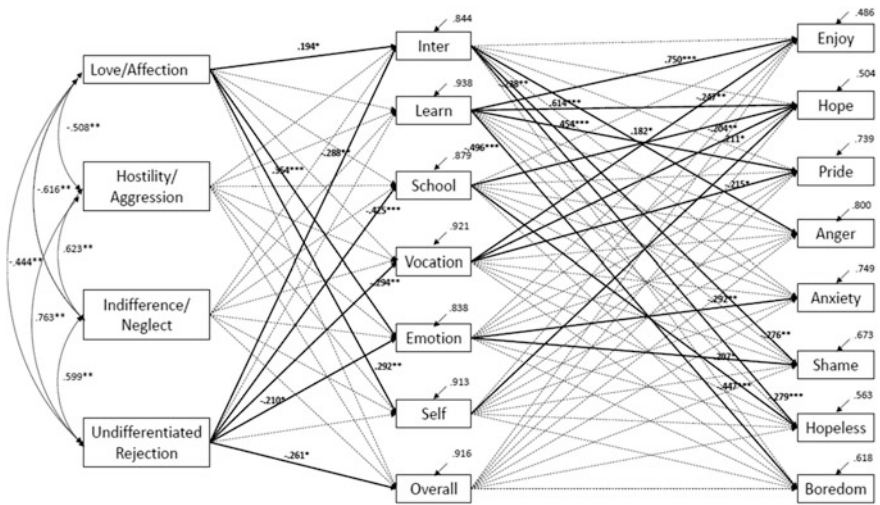 .844
.486
.194*
Inter
Enjoy
Love/Affection
.750***
.938
.504
-.238**
-.247**
Learn
.614***
Hope
-.508**
.454***
.182*
-.204**
-.288**
.211*
.739
-.496***
.879
.354***
Pride
Hostility/
Aggression
School
-.616**
-.215*
-.425***
.800
.921
Anger
.623**
Vocation
-.444**
.749
-.294**
-.292**
Anxiety
Indifference/
Neglect
.838
.763**
Emotion
.276**
.673
Shame
.292**
.913
-.447***
.599**
-.210*
-.279***
.563
Self
Undifferentiated
Rejection
Hopeless
-.261*
.916
.618
Overall
Boredom